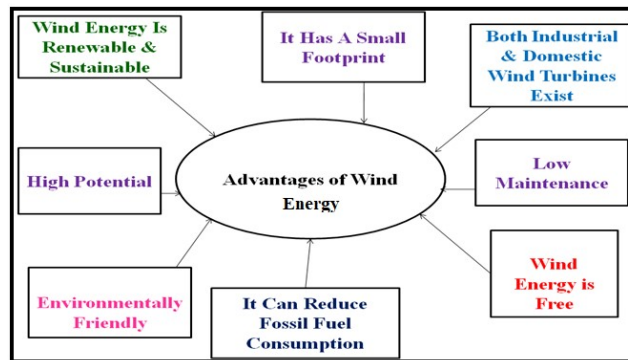 Wind Energy Is
Renewable &
Sustainable
It Has A Small
Footprint
Both Industrial
& Domestic
Wind Turbines
Exist
High Potential
Advantages of Wind
Energy
Low
Maintenance
Environmentally
Friendly
It Can Reduce
Fossil Fuel
Consumption
Wind
Energy is
Free